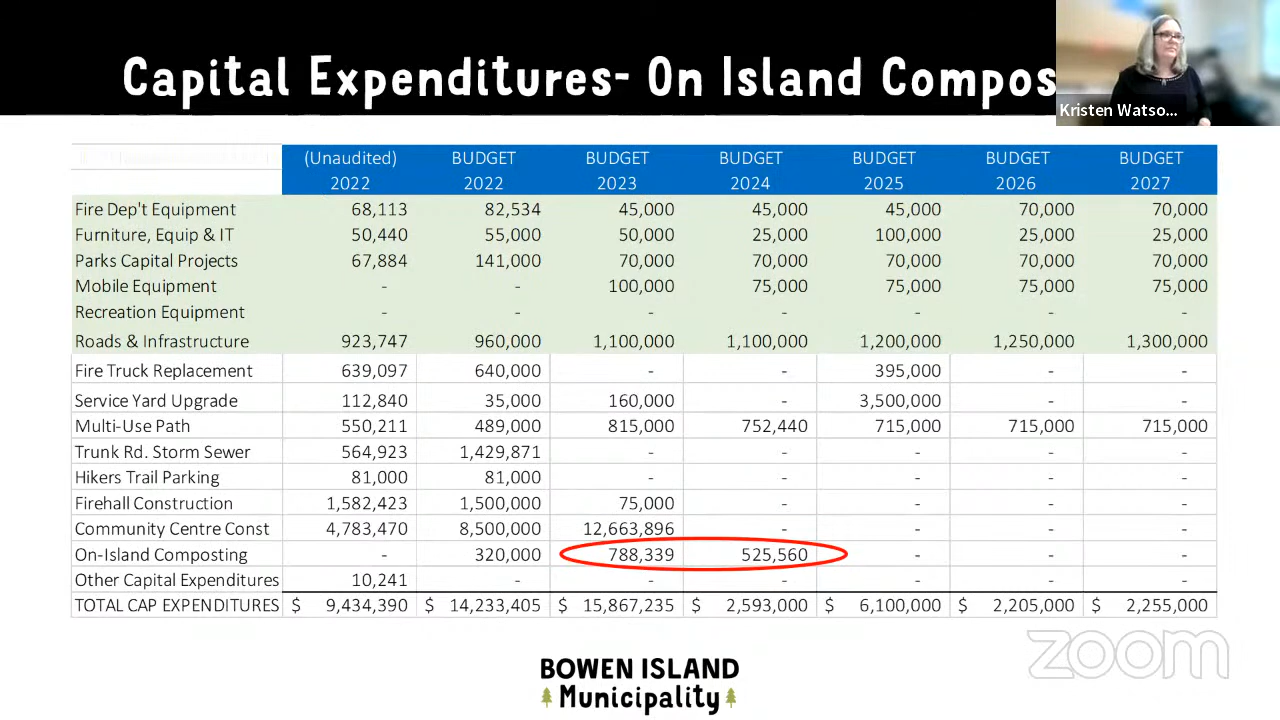 Capital Expenditures- On Island Compos
Kristen Watso...
(Unaudited) BUDGET BUDGET BUDGET BUDGET BUDGET BUDGET
2022 2022 2023 2024 2025 2026 2027
Fire Dep't Equipment 68,113 82,534 45,000 45,000 45,000 70,000 70,000
Furniture, Equip & IT 50,440 55,000 50,000 25,000 100,000 25,000 25,000
Parks Capital Projects 67,884 141,000 70,000 70,000 70,000 70,000 70,000
Mobile Equipment - - 100,000 75,000 75,000 75,000 75,000
Recreation Equipment - - - - - - -
Roads & Infrastructure 923,747 960,000 1,100,000 1,100,000 1,200,000 1,250,000 1,300,000
Fire Truck Replacement 639,097 640,000 - - 395,000 - -
Service Yard Upgrade 112,840 35,000 160,000 - 3,500,000 - -
Multi-Use Path 550,211 489,000 815,000 752,440 715,000 715,000 715,000
Trunk Rd. Storm Sewer 564,923 1,429,871 - - - - -
Hikers Trail Parking 81,000 81,000 - - - - -
Firehall Construction 1,582,423 1,500,000 75,000 - - - -
Community Centre Const 4,783,470 8,500,000 12,663,896 - - - -
On-Island Composting - 320,000 788,339 525,560 - - -
Other Capital Expenditures 10,241 - - - - - -
TOTAL CAP EXPENDITURES $ 9,434,390 $ 14,233,405 $ 15,867,235 $ 2,593,000 $ 6,100,000 $ 2,205,000 $ 2,255,000
zoom
BOWEN ISLAND
Municipality